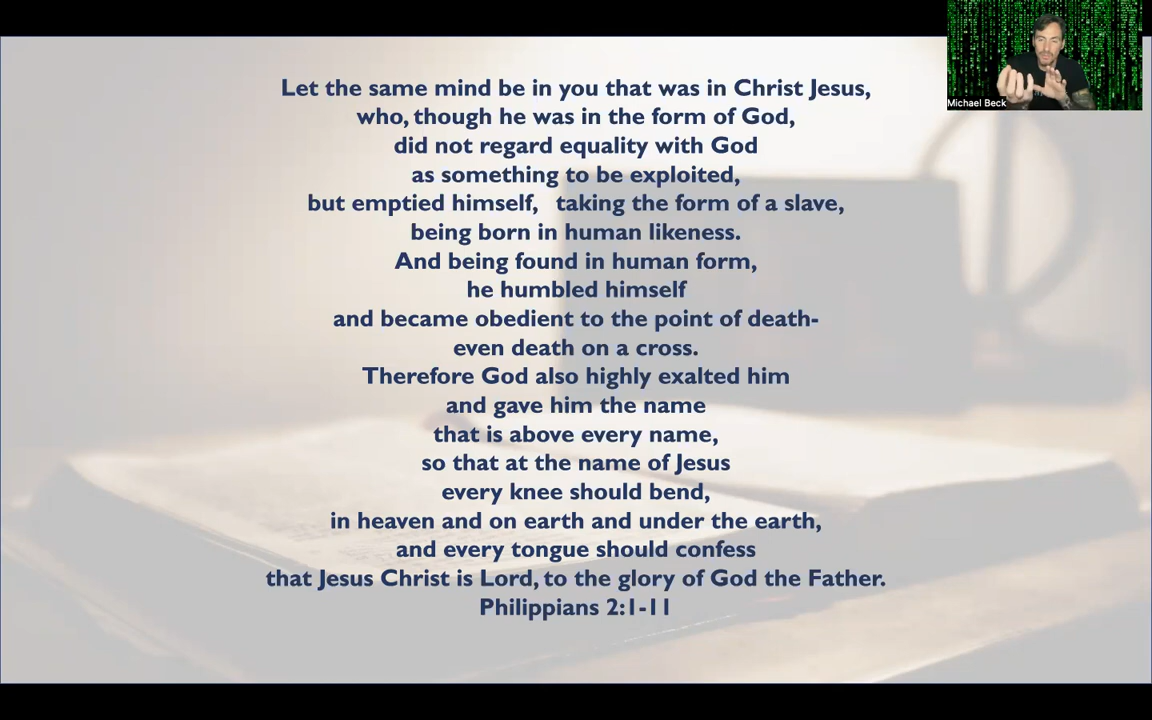 Let the same mind be in you that was in Christ Jesus,
who, though he was in the form of God,
did not regard equality with God
as something to be exploited,
but emptied himself,   taking the form of a slave,
being born in human likeness.
And being found in human form,
he humbled himself
and became obedient to the point of death-
even death on a cross.
Therefore God also highly exalted him
and gave him the name
that is above every name,
so that at the name of Jesus
every knee should bend,
in heaven and on earth and under the earth,
and every tongue should confess
that Jesus Christ is Lord, to the glory of God the Father.
Philippians 2:1-11
Michael Beck